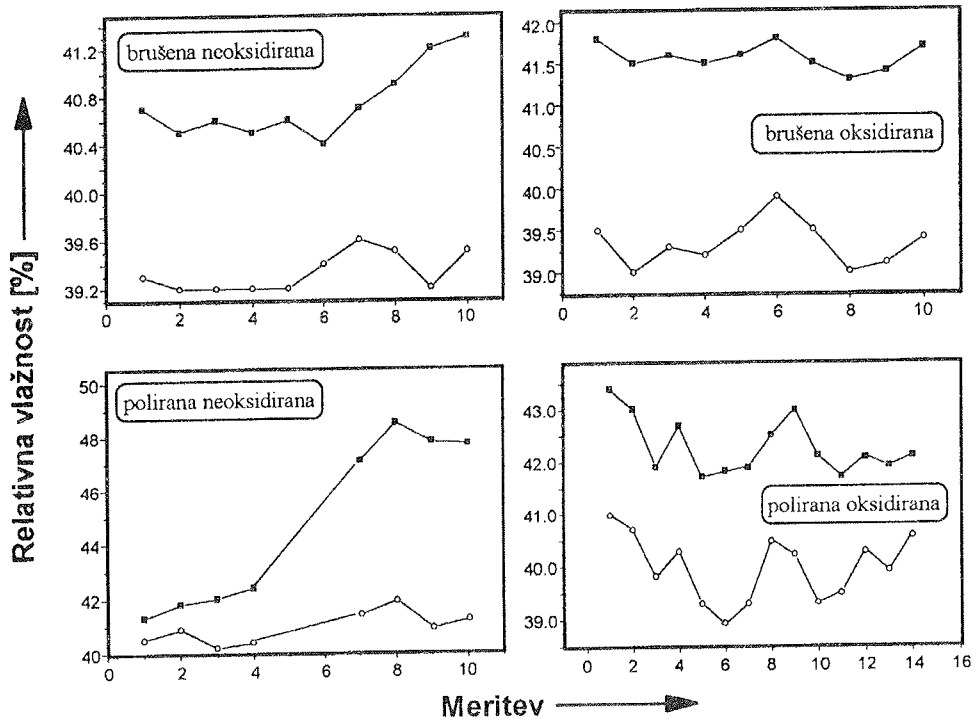 Relativna vlažnost [%]
brušena neoksidirana
41.2
40.8
40.4
40.0
39.6
39.2
0 2 4 6 8 10
brušena oksidirana
42.0
41.5
41.0
40.5
40.0
39.5
39.0
0 2 4 6 8 10
polirana neoksidirana
50
48
46
44
42
40
0 2 4 6 8 10
polirana oksidirana
43.0
42.0
41.0
40.0
39.0
0 2 4 6 8 10 12 14 16
Meritev